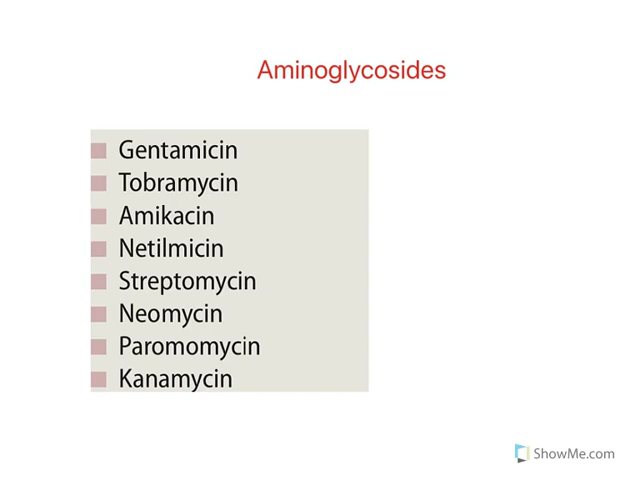 Aminoglycosides
Gentamicin
Tobramycin
Amikacin
Netilmicin
Streptomycin
Neomycin
Paromomycin
Kanamycin
ShowMe.com